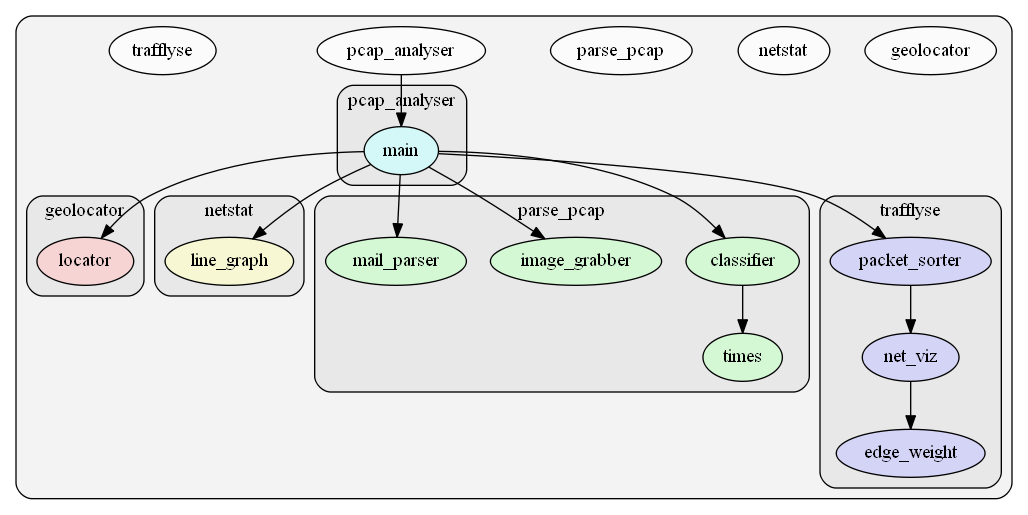 trafflyse
pcap_analyser
parse_pcap
netstat
geolocator
pcap_analyser
main
geolocator
netstat
parse_pcap
trafflyse
locator
line_graph
mail_parser
image_grabber
classifier
packet_sorter
times
net_viz
edge_weight